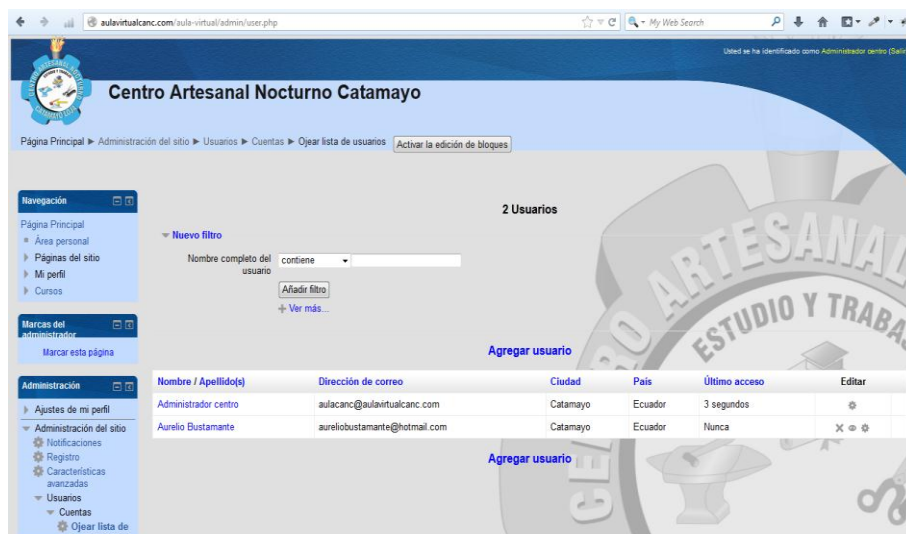 aulavirtualcanc.com/aula-virtual/admin/user.php
My Web Search
Usted se ha identificado como Administrador centro (Sali
Centro Artesanal Nocturno Catamayo
Página Principal ► Administración del sitio ► Usuarios ► Cuentas ► Ojear lista de usuarios
Activar la edición de bloques
Navegación
Página Principal
Área personal
Páginas del sitio
Mi perfil
Cursos
Marcas del
administrador
Marcar esta página
Administración
Ajustes de mi perfil
Administración del sitio
Notificaciones
Registro
Características
avanzadas
Usuarios
Cuentas
Ojear lista de
2 Usuarios
Nuevo filtro
Nombre completo del
usuario
contiene
Añadir filtro
Ver más...
Agregar usuario
Nombre / Apellido(s) Dirección de correo Ciudad País Último acceso Editar
Administrador centro aulacanc@aulavirtualcanc.com Catamayo Ecuador 3 segundos
Aurelio Bustamante aureliobustamante@hotmail.com Catamayo Ecuador Nunca
Agregar usuario
CENTRO ARTESANAL
ESTUDIO Y TRABA